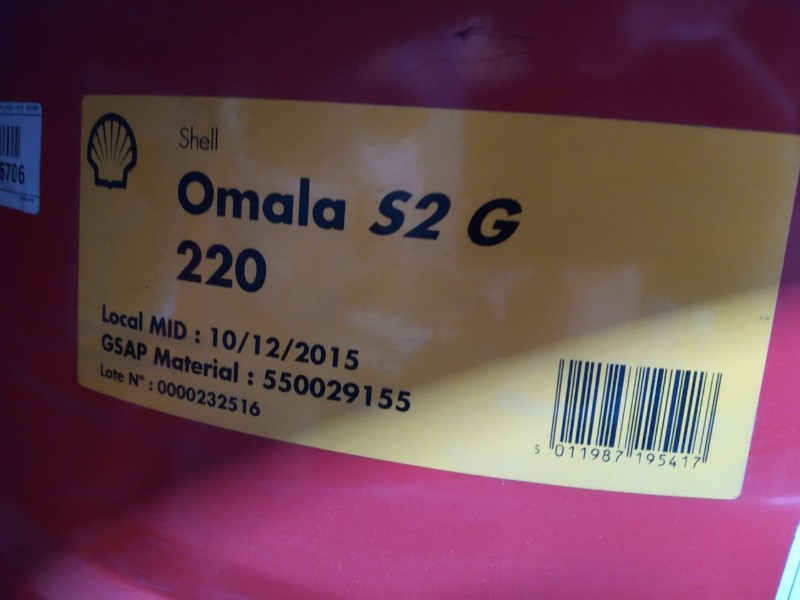 Shell
Omala S2 G
220
Local MID : 10/12/2015
GSAP Material : 550029155
Lote N° : 0000232516
5 011987 195417
6706